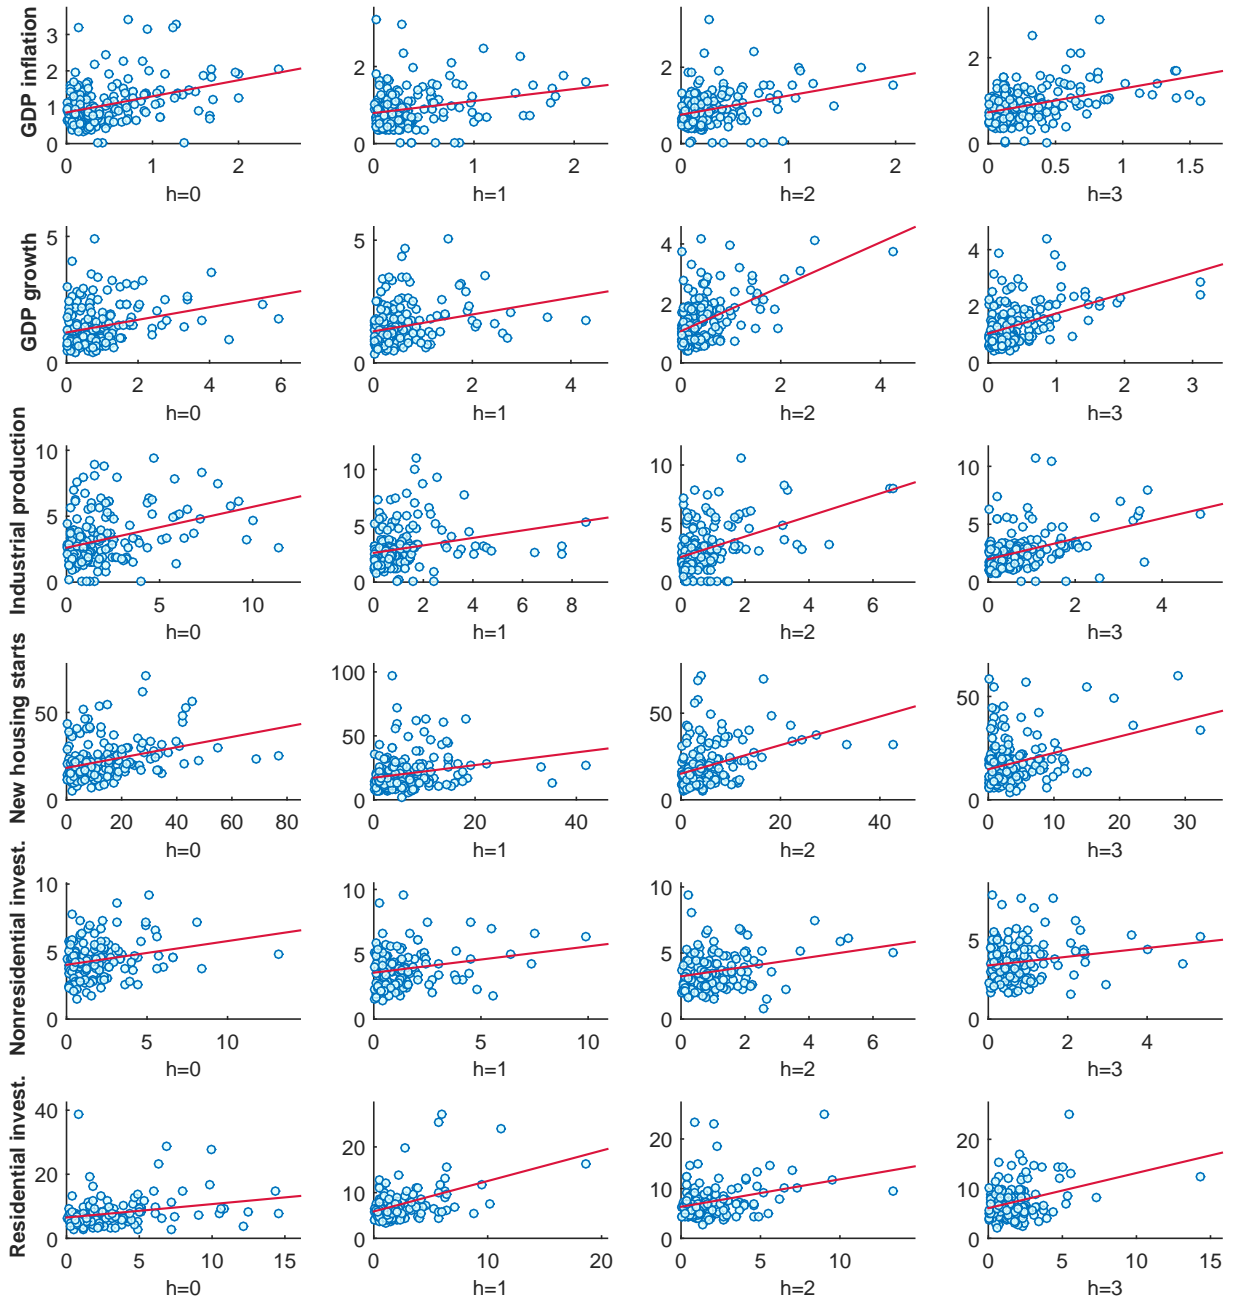 GDP inflation
3
2
1
0
0 1 2
h=0
2
0
0 1 2
h=1
2
0
0 1 2
h=2
2
0
0 0.5 1 1.5
h=3
GDP growth
5
0
0 2 4 6
h=0
5
0
0 2 4
h=1
4
2
0
0 2 4
h=2
4
2
0
0 1 2 3
h=3
Industrial production
10
5
0
0 5 10
h=0
10
5
0
0 2 4 6 8
h=1
10
5
0
0 2 4 6
h=2
10
5
0
0 2 4
h=3
New housing starts
50
0
0 20 40 60 80
h=0
100
50
0
0 20 40
h=1
50
0
0 20 40
h=2
50
0
0 10 20 30
h=3
Nonresidential invest.
10
5
0
0 5 10
h=0
10
5
0
0 5 10
h=1
10
5
0
0 2 4 6
h=2
5
0
0 2 4
h=3
Residential invest.
40
20
0
0 5 10 15
h=0
20
10
0
0 10 20
h=1
20
10
0
0 5 10
h=2
20
10
0
0 5 10 15
h=3